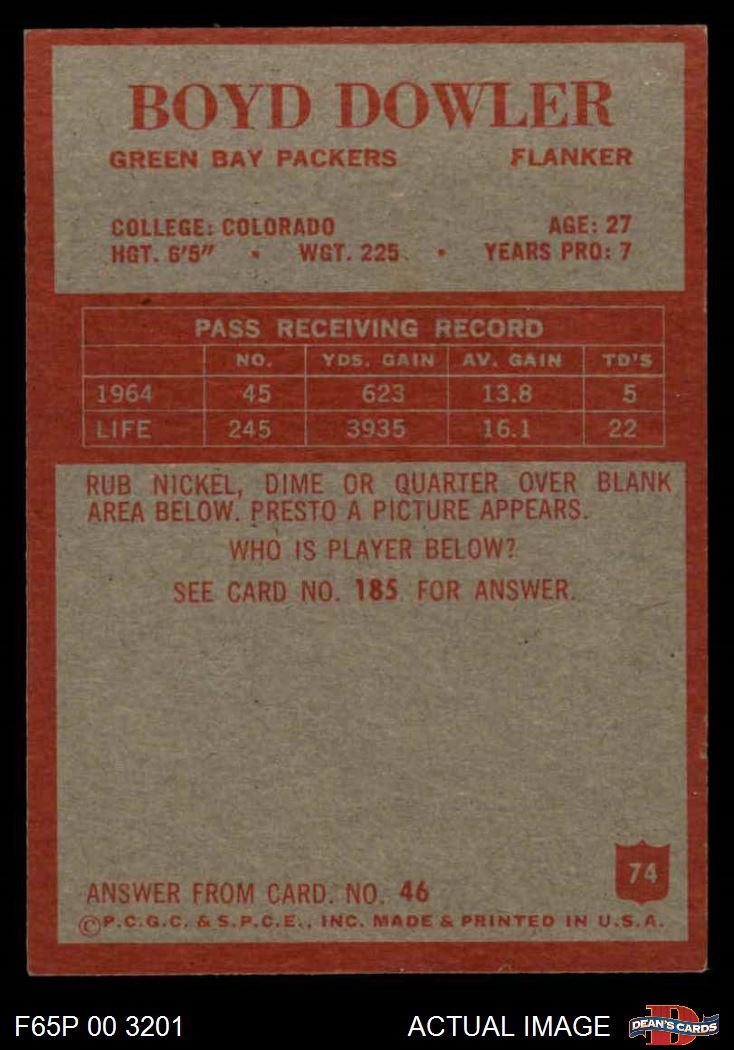 BOYD DOWLER
GREEN BAY PACKERS FLANKER
COLLEGE: COLORADO AGE: 27
HGT. 6'5" • WGT. 225 • YEARS PRO: 7
PASS RECEIVING RECORD
NO. YDS. GAIN AV. GAIN TD'S
1964 45 623 13.8 5
LIFE 245 3935 16.1 22
RUB NICKEL, DIME OR QUARTER OVER BLANK
AREA BELOW. PRESTO A PICTURE APPEARS.
WHO IS PLAYER BELOW?
SEE CARD NO. 185 FOR ANSWER.
74
ANSWER FROM CARD. NO. 46
©P.C.G.C. & S.P.C.E., INC. MADE & PRINTED IN U.S.A.
F65P 00 3201 ACTUAL IMAGE DEAN'S CARDS